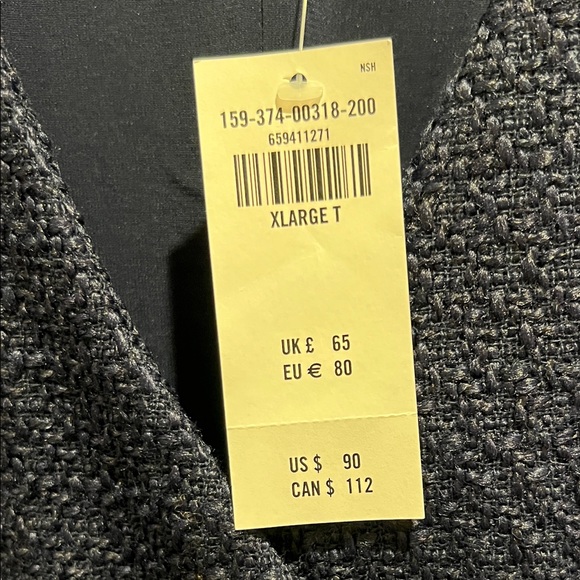 NSH
159-374-00318-200
659411271
XLARGE T
UK £ 65
EU € 80
US $ 90
CAN $ 112